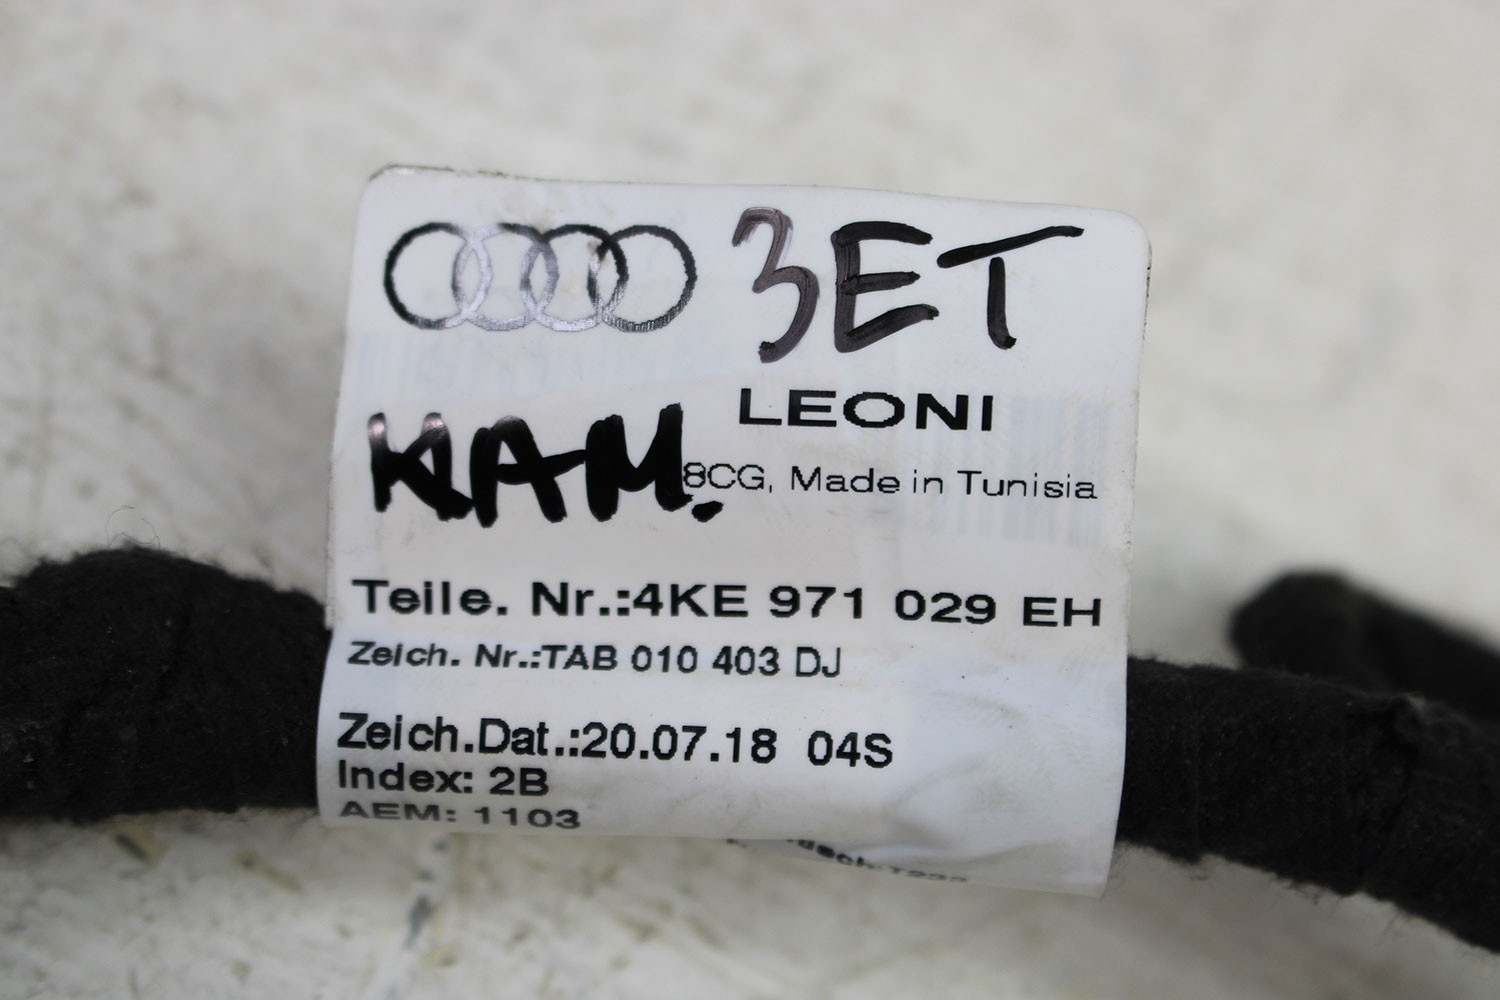 3ET
LEONI
KAM.
8CG, Made in Tunisia
Teile. Nr.:4KE 971 029 EH
Zeich. Nr.:TAB 010 403 DJ
Zeich.Dat.:20.07.18 04S
Index: 2B
AEM: 1103